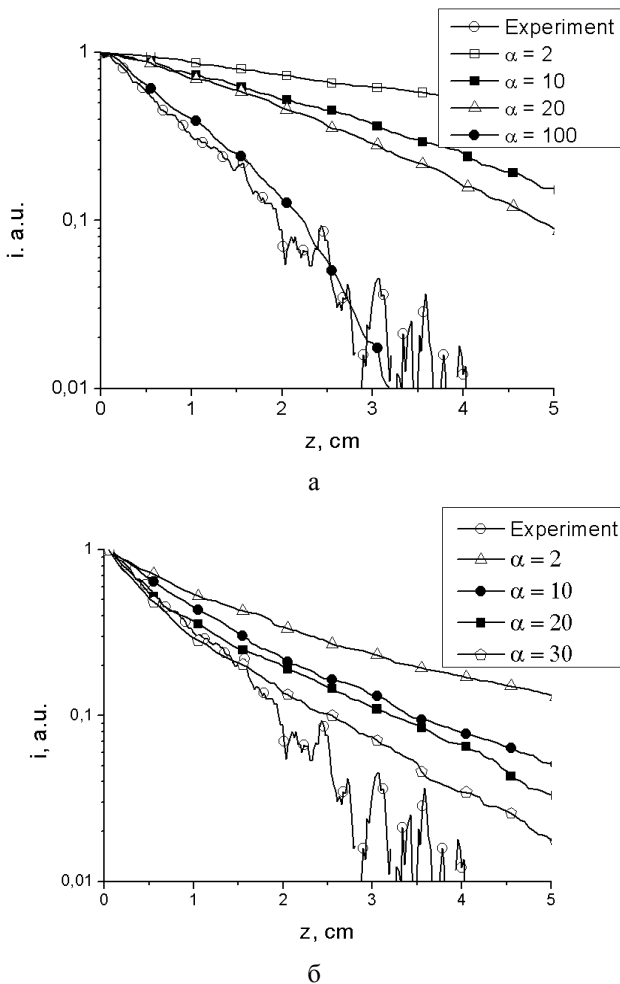 Experiment
α = 2
α = 10
α = 20
α = 100
1
0,1
0,01
i. a.u.
0 1 2 3 4 5
z, cm
а
Experiment
α = 2
α = 10
α = 20
α = 30
1
0,1
0,01
i, a.u.
0 1 2 3 4 5
z, cm
б